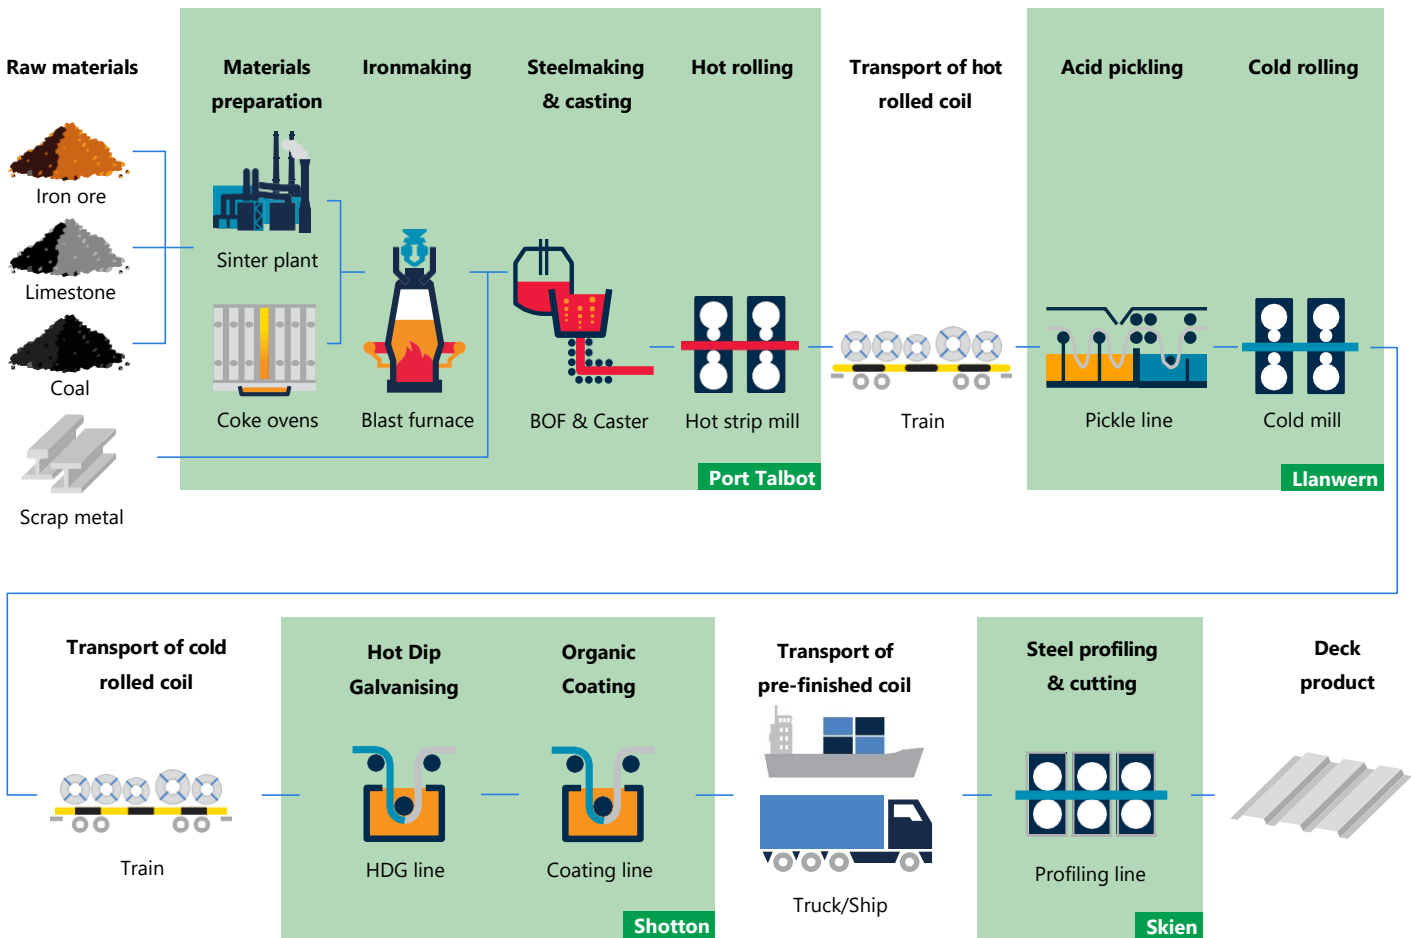 Raw materials
Iron ore
Limestone
Coal
Scrap metal
Materials
preparation
Sinter plant
Coke ovens
Ironmaking
Blast furnace
Steelmaking
& casting
BOF & Caster
Hot rolling
Hot strip mill
Port Talbot
Transport of hot
rolled coil
Train
Acid pickling
Pickle line
Cold rolling
Cold mill
Llanwern
Transport of cold
rolled coil
Train
Hot Dip
Galvanising
HDG line
Organic
Coating
Coating line
Shotton
Transport of
pre-finished coil
Truck/Ship
Steel profiling
& cutting
Profiling line
Skien
Deck
product